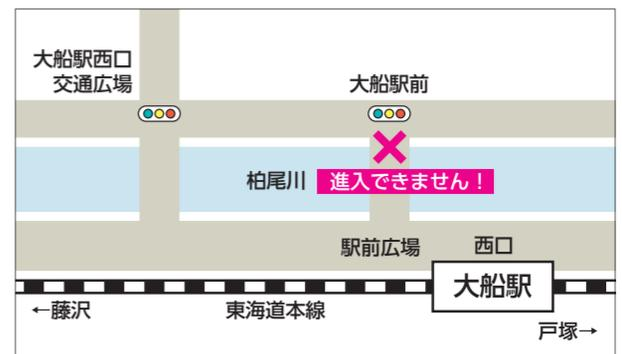 大船駅西口
交通広場
大船駅前
柏尾川
進入できません！
駅前広場
西口
大船駅
←藤沢
東海道本線
戸塚→